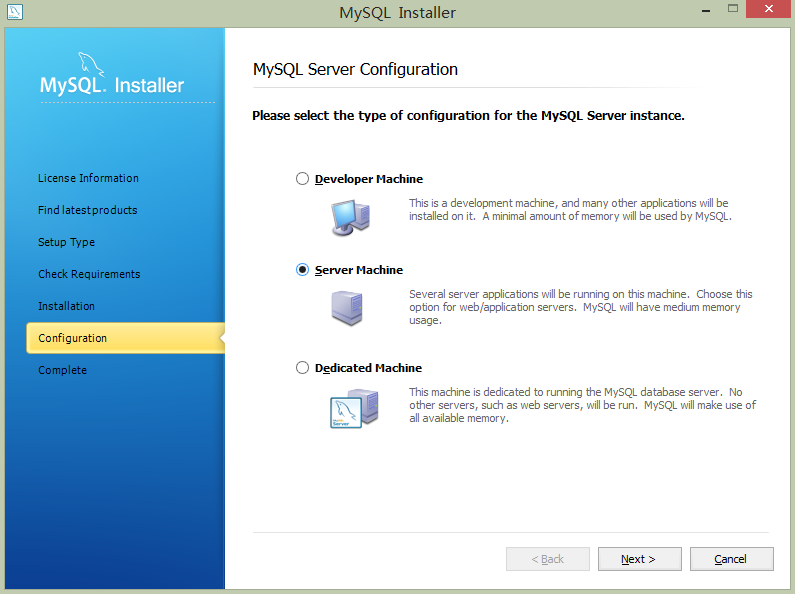 MySQL Installer
MySQL Installer
License Information
Find latest products
Setup Type
Check Requirements
Installation
Configuration
Complete
MySQL Server Configuration
Please select the type of configuration for the MySQL Server instance.
Developer Machine
This is a development machine, and many other applications will be
installed on it. A minimal amount of memory will be used by MySQL.
Server Machine
Several server applications will be running on this machine. Choose this
option for web/application servers. MySQL will have medium memory
usage.
Dedicated Machine
This machine is dedicated to running the MySQL database server. No
other servers, such as web servers, will be run. MySQL will make use of
all available memory.
Server
< Back
Next >
Cancel